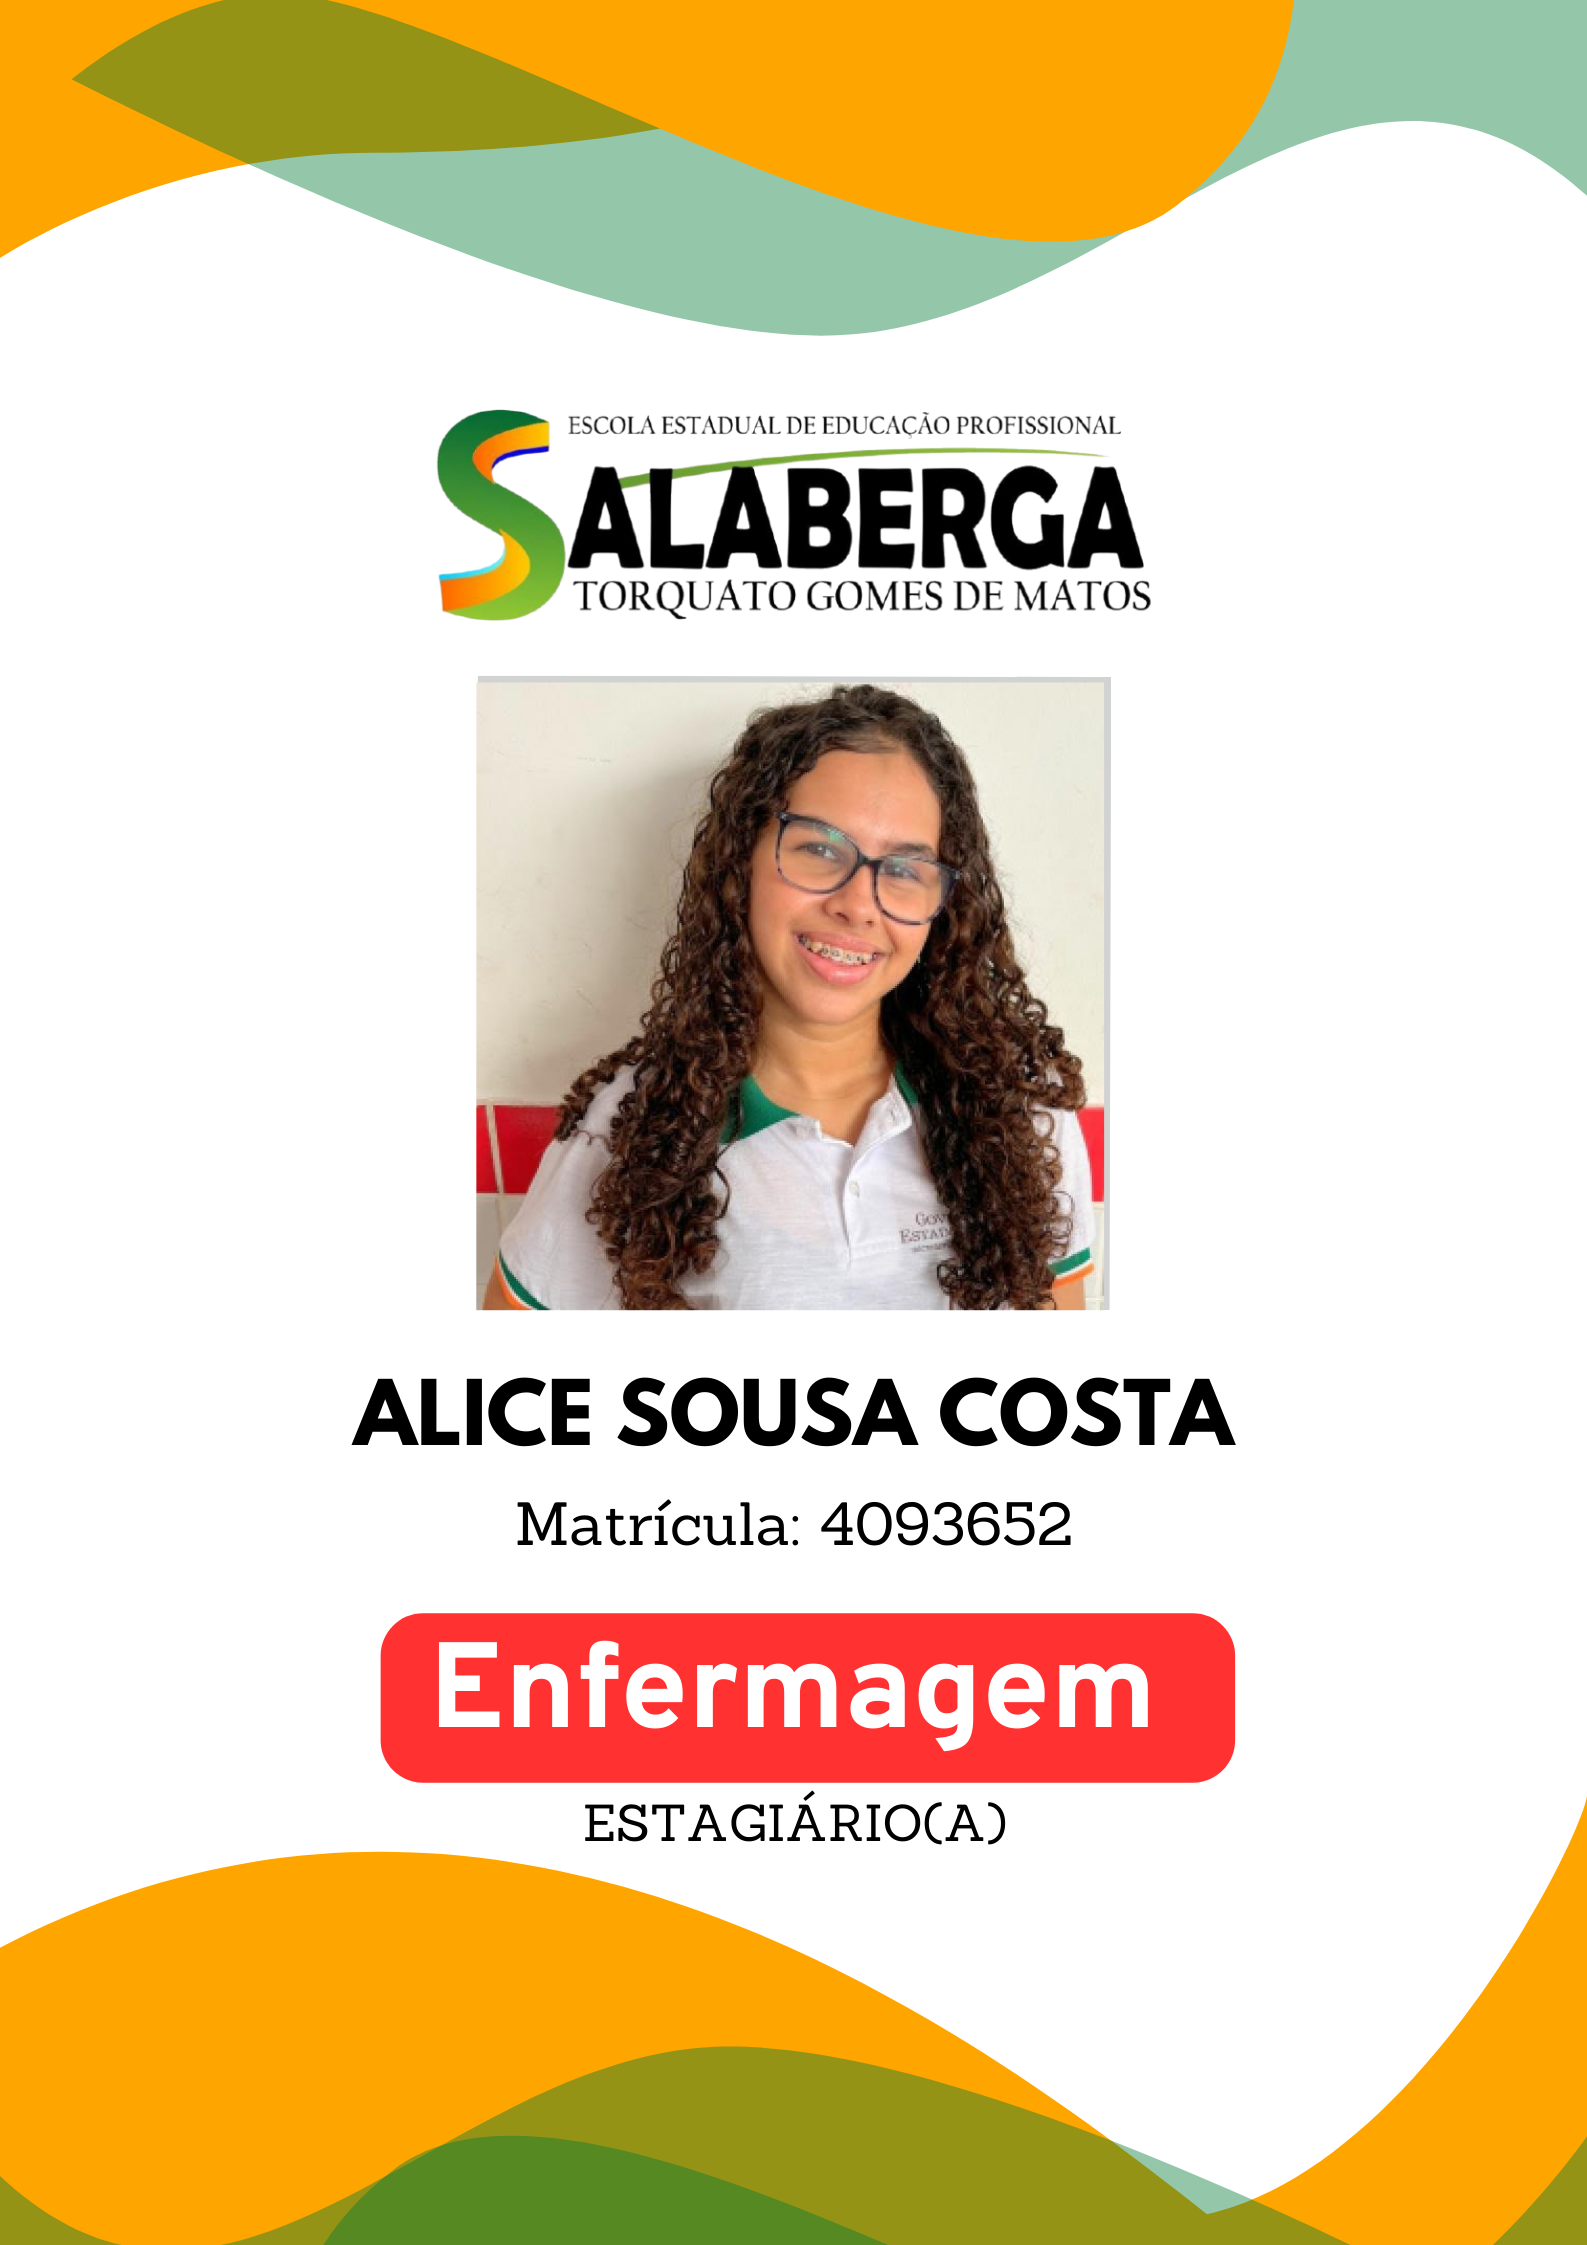 ESCOLA ESTADUAL DE EDUCAÇÃO PROFISSIONAL
SALABERGA
TORQUATO GOMES DE MATOS
ALICE SOUSA COSTA
Matrícula: 4093652
Enfermagem
ESTAGIÁRIO(A)